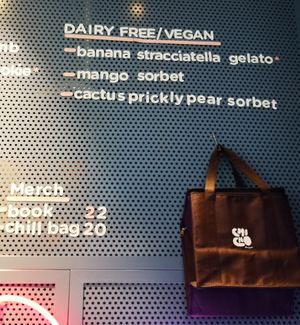 DAIRY FREE/VEGAN
-banana stracciatella gelato*
-mango sorbet
-cactus prickly pear sorbet
Merch
-book 22
-chill bag 20